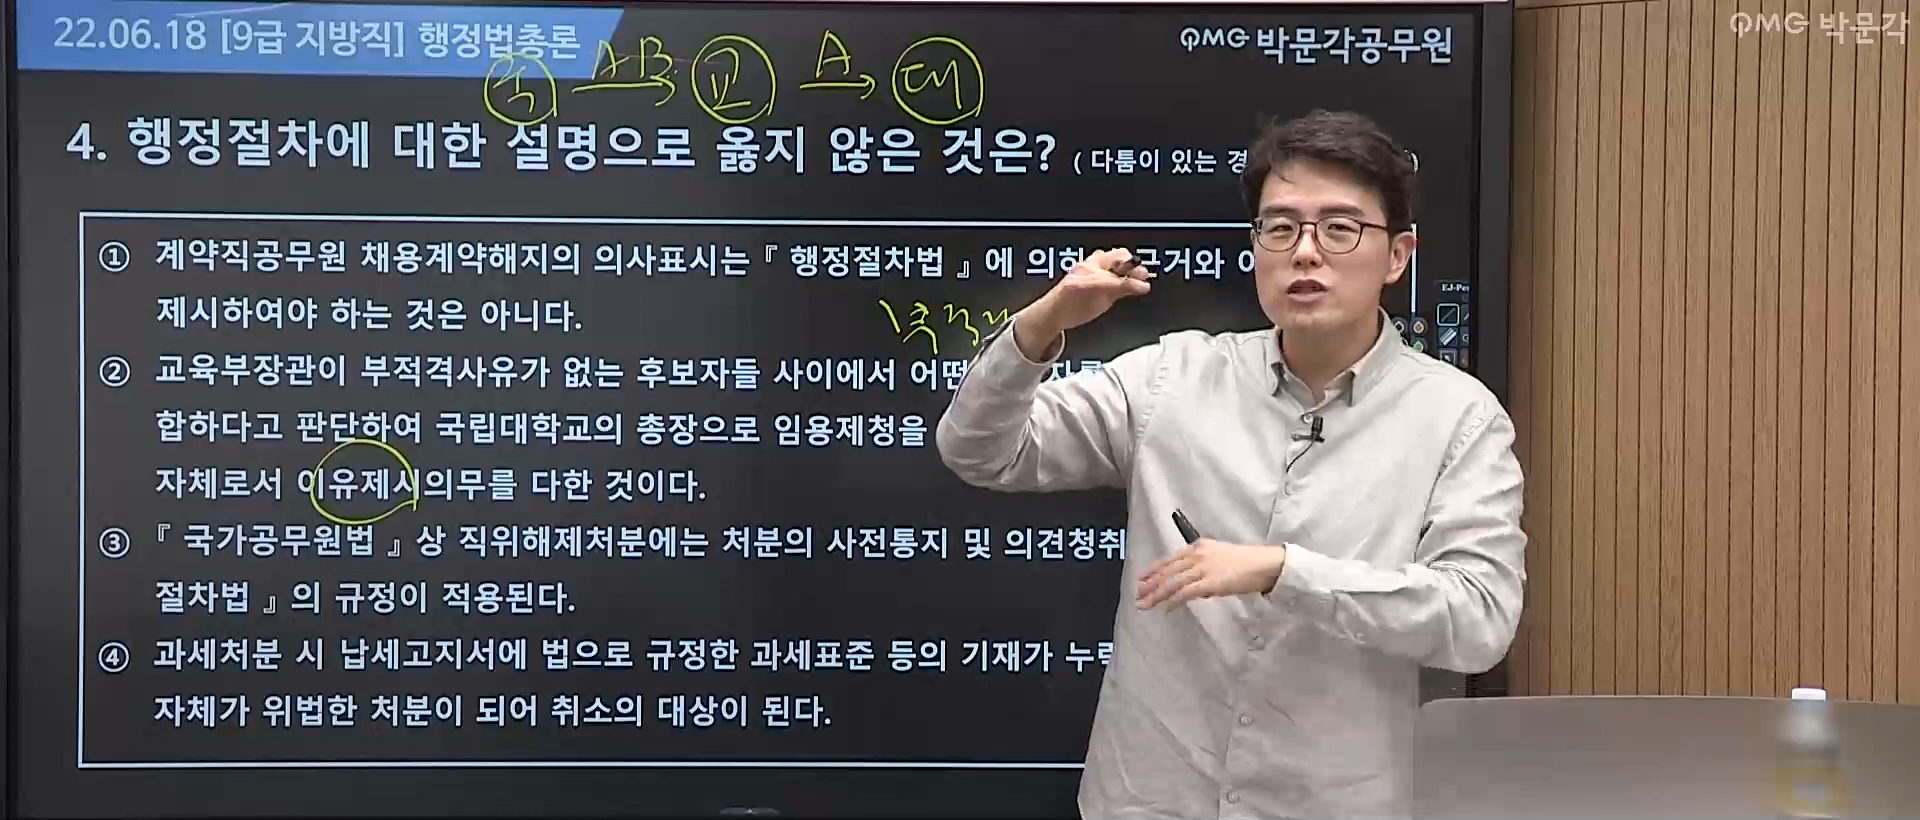 22.06.18 [9급 지방직] 행정법총론
박문각공무원
박문각
국 AB 교 A 대
4. 행정절차에 대한 설명으로 옳지 않은 것은? ( 다툼이 있는 경
① 계약직공무원 채용계약해지의 의사표시는 『 행정절차법 』 에 의하 근거와
제시하여야 하는 것은 아니다.
② 교육부장관이 부적격사유가 없는 후보자들 사이에서 어떤
합하다고 판단하여 국립대학교의 총장으로 임용제청을
자체로서 이유제시의무를 다한 것이다.
③ 『 국가공무원법 』 상 직위해제처분에는 처분의 사전통지 및 의견청취
절차법 』 의 규정이 적용된다.
④ 과세처분 시 납세고지서에 법으로 규정한 과세표준 등의 기재가 누락
자체가 위법한 처분이 되어 취소의 대상이 된다.